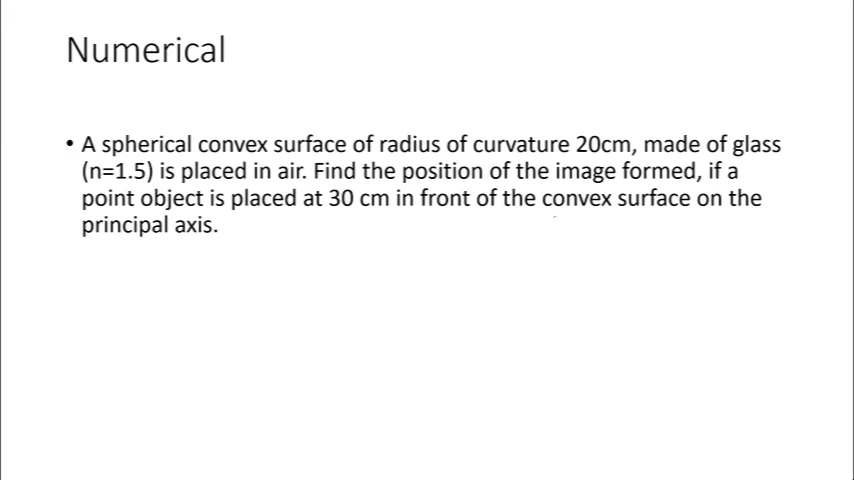 Numerical
• A spherical convex surface of radius of curvature 20cm, made of glass
(n=1.5) is placed in air. Find the position of the image formed, if a
point object is placed at 30 cm in front of the convex surface on the
principal axis.